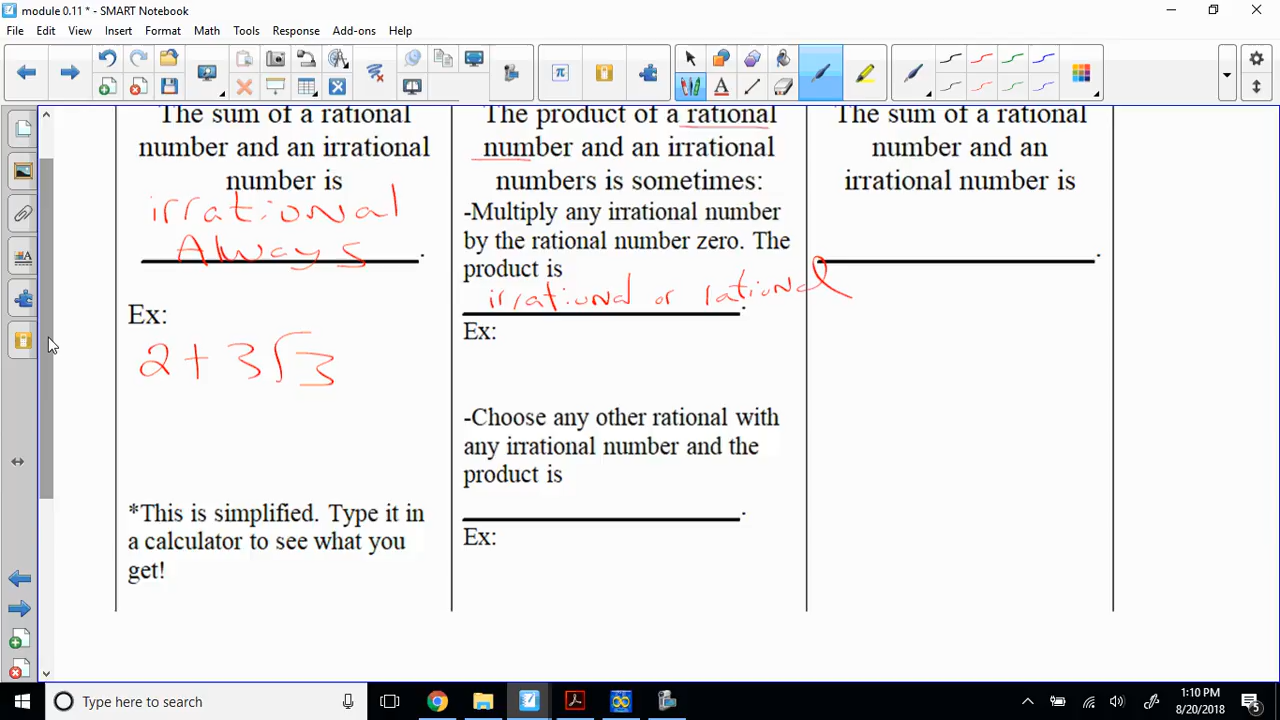 module 0.11 * - SMART Notebook
File Edit View Insert Format Math Tools Response Add-ons Help
The sum of a rational
number and an irrational
number is
irrational
Always
.
Ex:
2 + 3√3
*This is simplified. Type it in
a calculator to see what you
get!
The product of a rational
number and an irrational
numbers is sometimes:
-Multiply any irrational number
by the rational number zero. The
product is
irrational or rational
.
Ex:
-Choose any other rational with
any irrational number and the
product is
.
Ex:
The sum of a rational
number and an
irrational number is
.
Type here to search
1:10 PM
8/20/2018
5